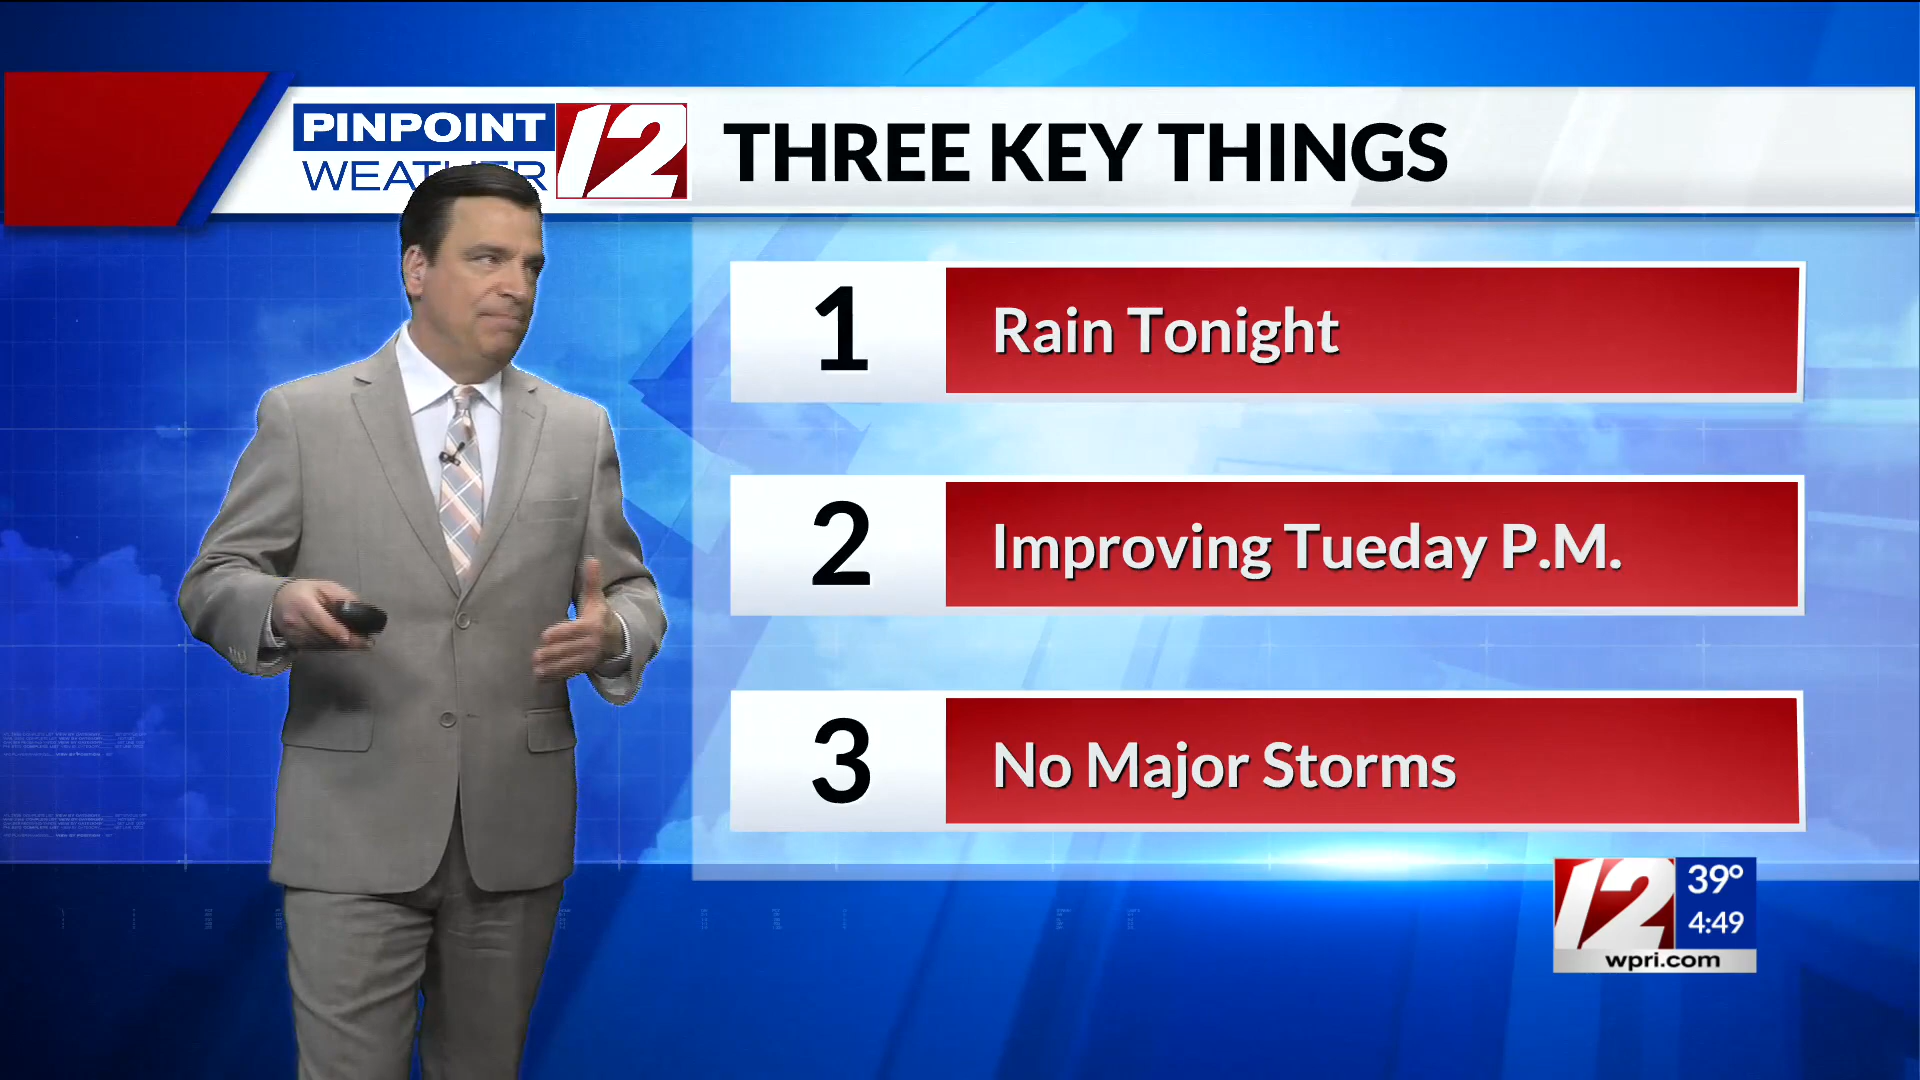 PINPOINT
WEATHER
12
THREE KEY THINGS
1
Rain Tonight
2
Improving Tueday P.M.
3
No Major Storms
12
39°
4:49
wpri.com